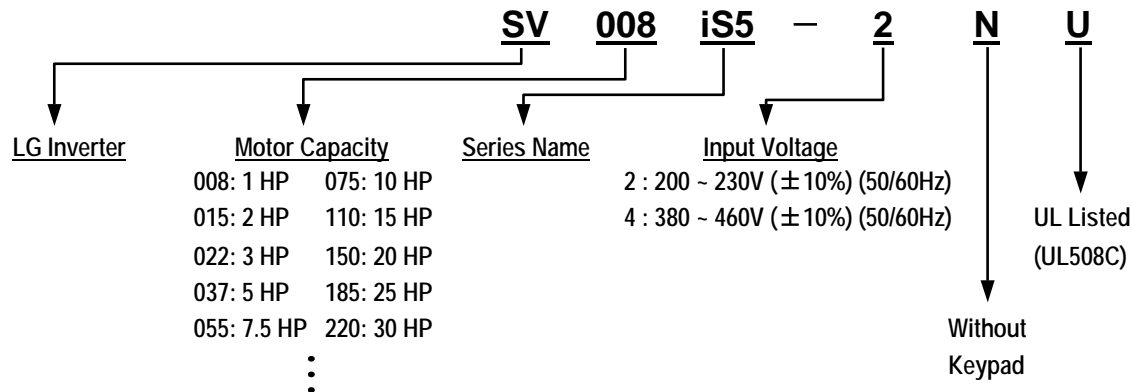 SV 008 iS5 – 2 N U
LG Inverter
Motor Capacity
008: 1 HP 075: 10 HP
015: 2 HP 110: 15 HP
022: 3 HP 150: 20 HP
037: 5 HP 185: 25 HP
055: 7.5 HP 220: 30 HP
Series Name
Input Voltage
2 : 200 ~ 230V (±10%) (50/60Hz)
4 : 380 ~ 460V (±10%) (50/60Hz)
Without
Keypad
UL Listed
(UL508C)